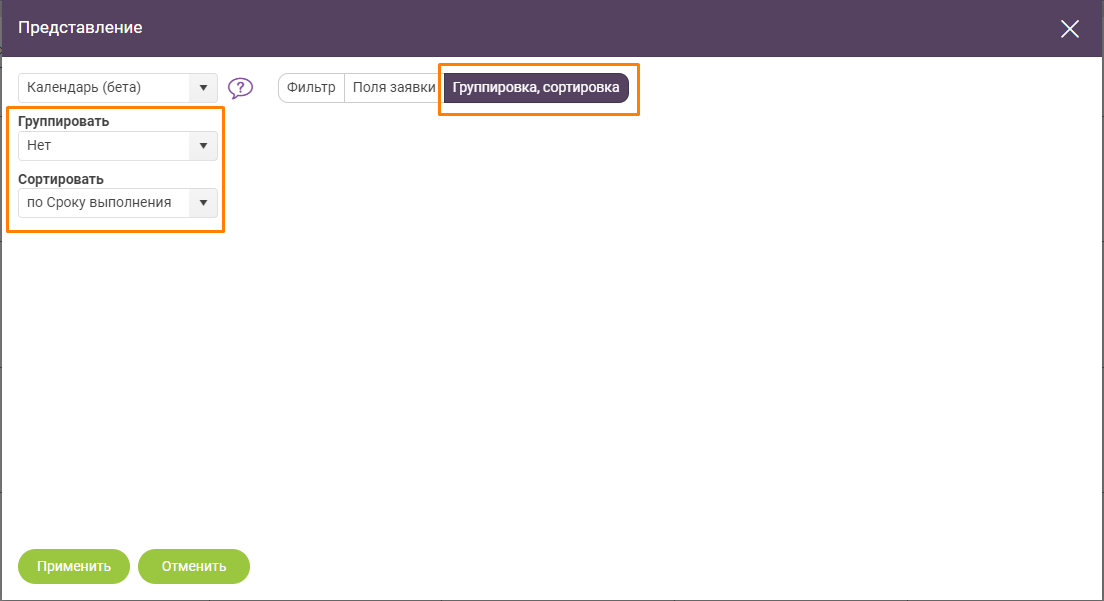 Представление
Календарь (бета)
?
Фильтр
Поля заявки
Группировка, сортировка
Группировать
Нет
Сортировать
по Сроку выполнения
Применить
Отменить